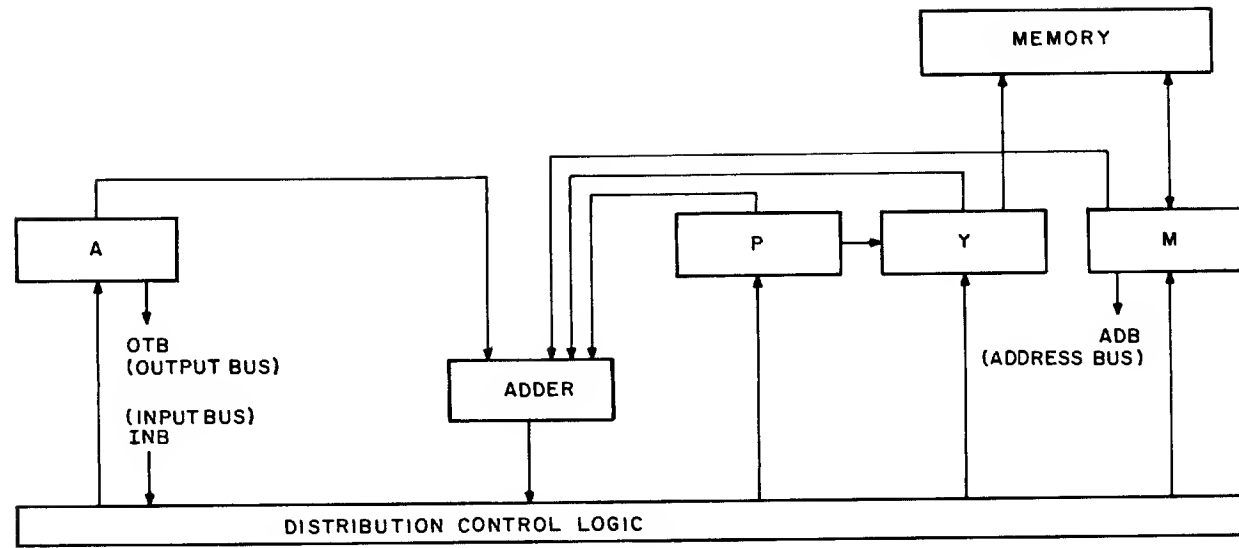 MEMORY
A
P
Y
M
OTB
(OUTPUT BUS)
ADB
(ADDRESS BUS)
ADDER
(INPUT BUS)
INB
DISTRIBUTION CONTROL LOGIC